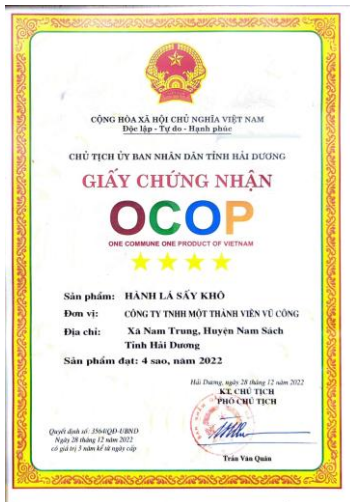 CỘNG HÒA XÃ HỘI CHỦ NGHĨA VIỆT NAM
Độc lập - Tự do - Hạnh phúc
CHỦ TỊCH ỦY BAN NHÂN DÂN TỈNH HẢI DƯƠNG
GIẤY CHỨNG NHẬN
OCOP
ONE COMMUNE ONE PRODUCT OF VIETNAM
Sản phẩm: HÀNH LÁ SẤY KHÔ
Đơn vị: CÔNG TY TNHH MỘT THÀNH VIÊN VŨ CÔNG
Địa chỉ: Xã Nam Trung, Huyện Nam Sách
Tỉnh Hải Dương
Sản phẩm đạt: 4 sao, năm 2022
Hải Dương, ngày 28 tháng 12 năm 2022
KT. CHỦ TỊCH
PHÓ CHỦ TỊCH
Quyết định số: 3564/QĐ-UBND
Ngày 28 tháng 12 năm 2022
có giá trị 3 năm kể từ ngày cấp
Trần Văn Quân